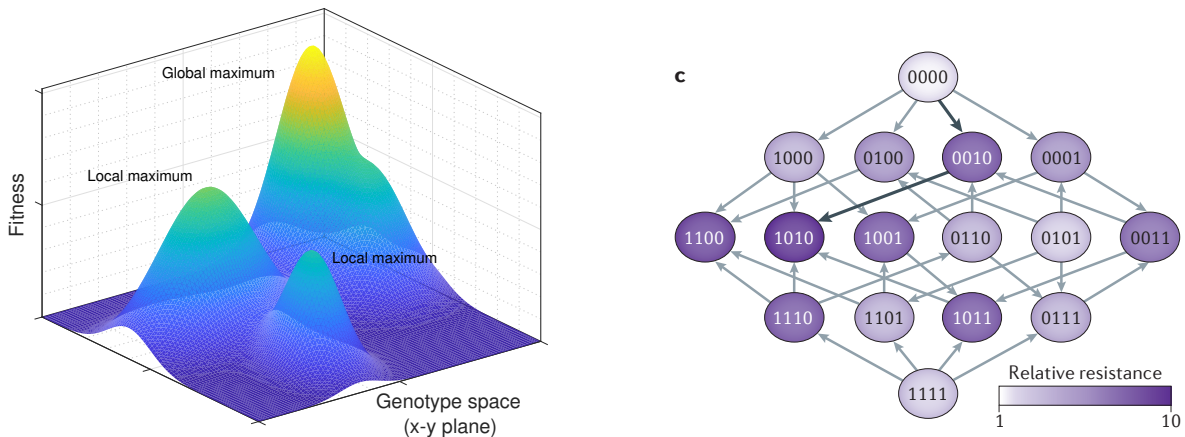 Global maximum
Local maximum
Local maximum
Fitness
Genotype space
(x-y plane)
c
0000
1000 0100 0010 0001
1100 1010 1001 0110 0101 0011
1110 1101 1011 0111
1111
Relative resistance
1 10